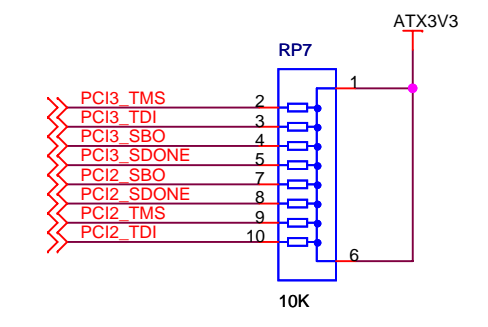 ATX3V3
RP7
1
PCI3_TMS 2
PCI3_TDI 3
PCI3_SBO 4
PCI3_SDONE 5
PCI2_SBO 7
PCI2_SDONE 8
PCI2_TMS 9
PCI2_TDI 10
6
10K